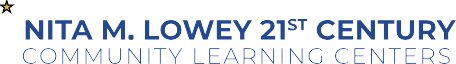 NITA M. LOWEY 21ST CENTURY
COMMUNITY LEARNING CENTERS